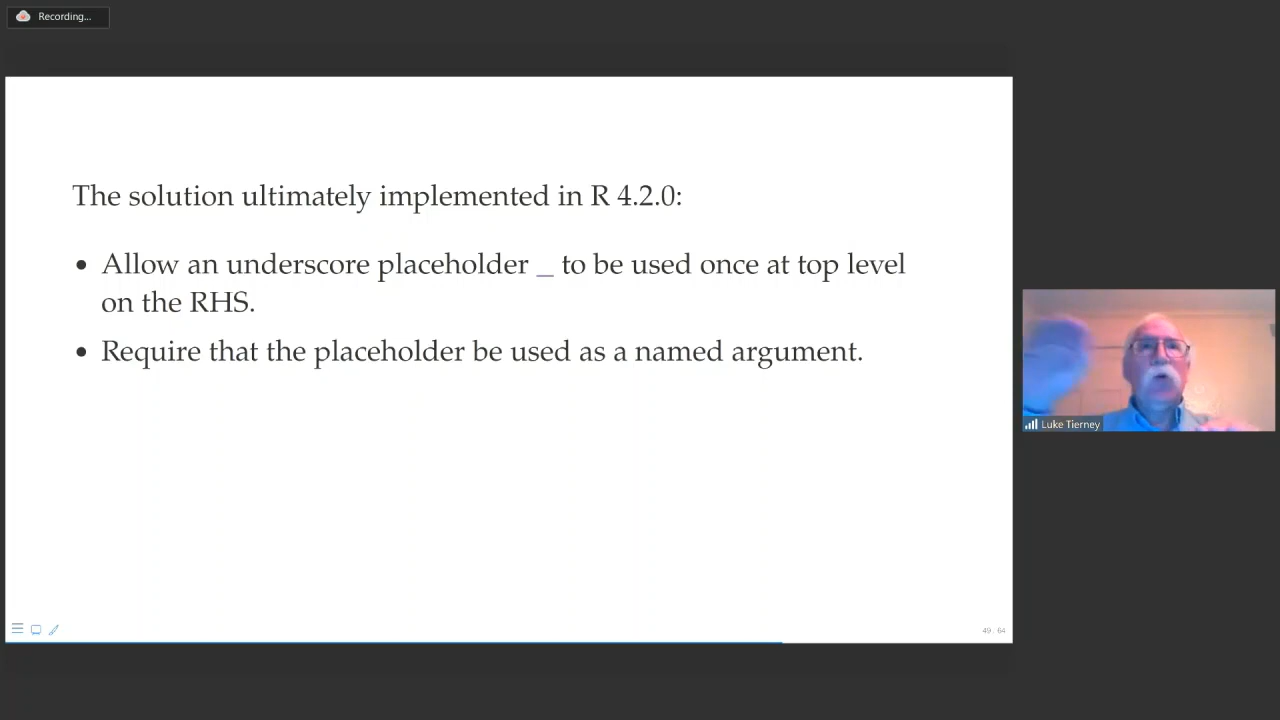 Recording...
The solution ultimately implemented in R 4.2.0:
• Allow an underscore placeholder _ to be used once at top level
on the RHS.
• Require that the placeholder be used as a named argument.
Luke Tierney
49 / 64